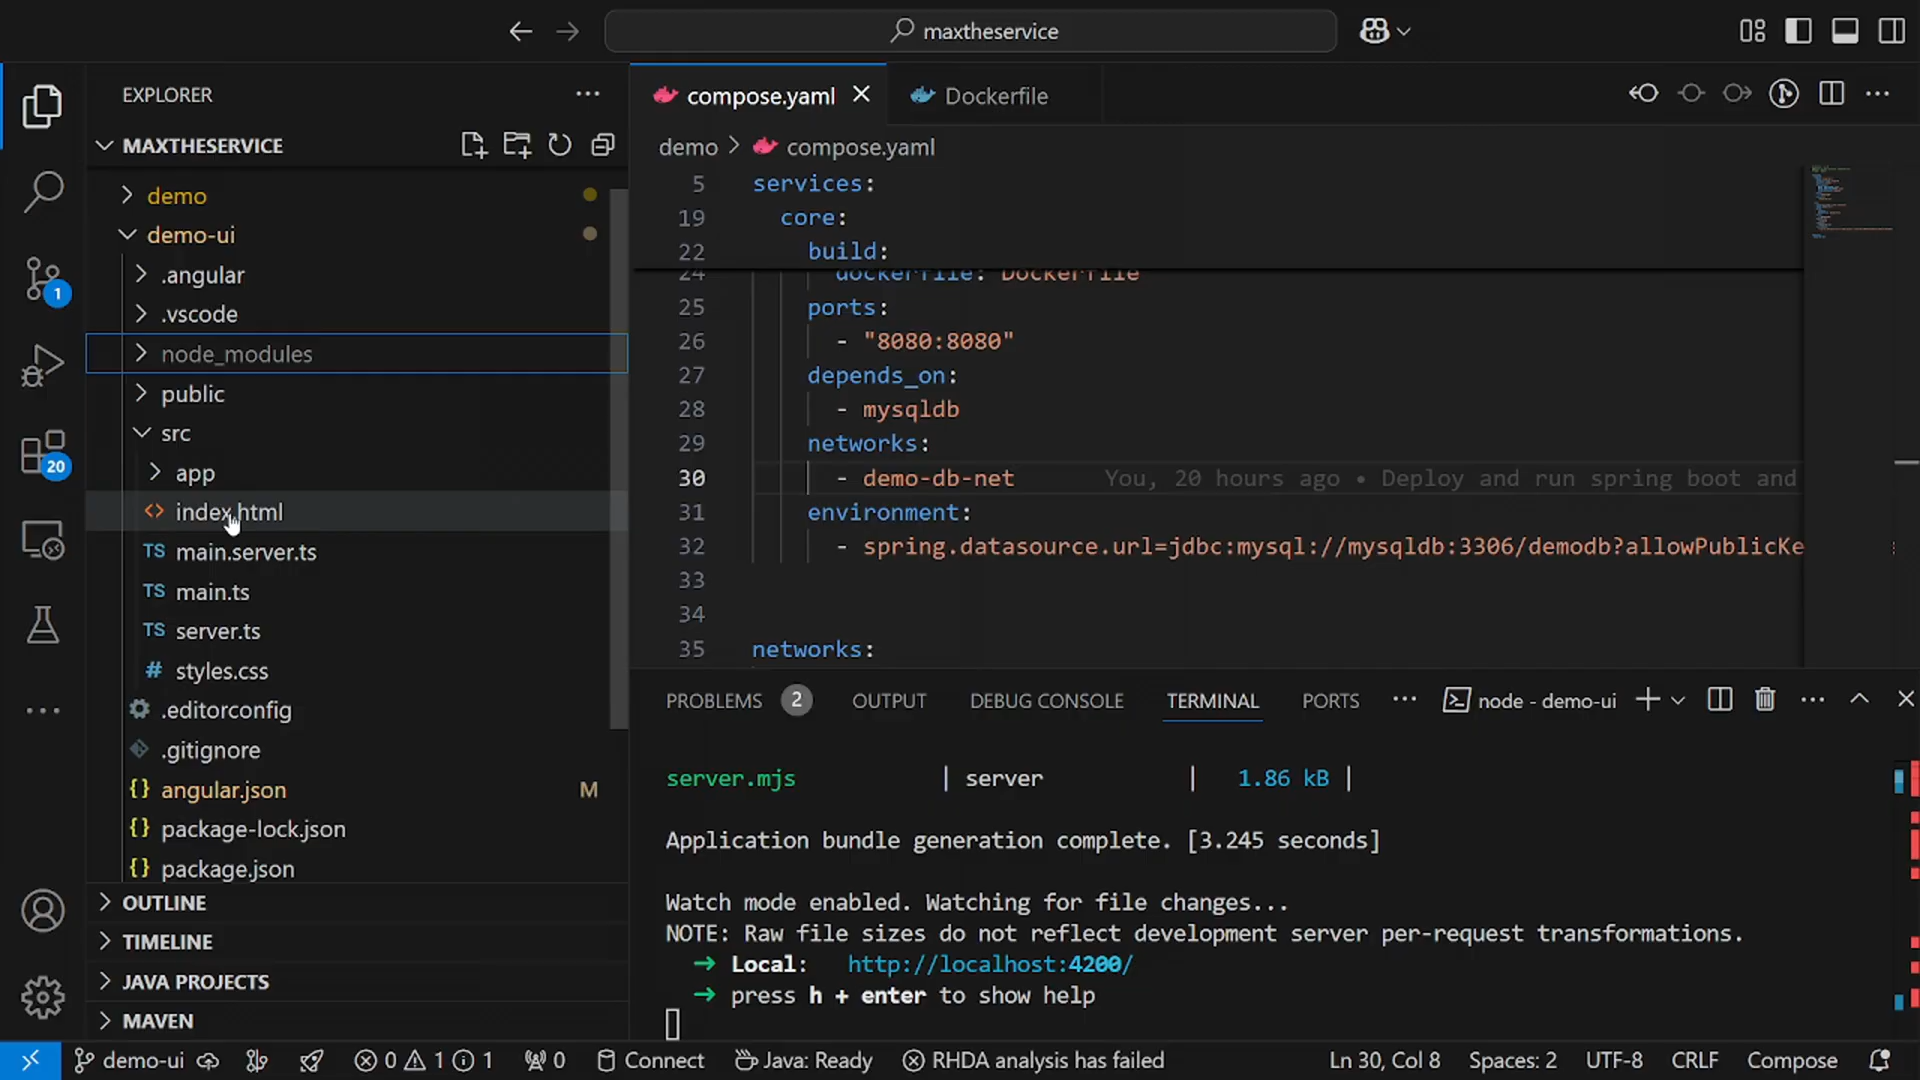 maxtheservice
EXPLORER
MAXTHESERVICE
demo
demo-ui
.angular
.vscode
node_modules
public
src
app
index.html
TS main.server.ts
TS main.ts
TS server.ts
# styles.css
.editorconfig
.gitignore
{} angular.json M
{} package-lock.json
{} package.json
OUTLINE
TIMELINE
JAVA PROJECTS
MAVEN
1
20
compose.yaml
Dockerfile
demo > compose.yaml
5 services:
19 core:
22 build:
24 dockerfile: Dockerfile
25 ports:
26 - "8080:8080"
27 depends_on:
28 - mysqldb
29 networks:
30 - demo-db-net You, 20 hours ago • Deploy and run spring boot and
31 environment:
32 - spring.datasource.url=jdbc:mysql://mysqldb:3306/demodb?allowPublicKe
33
34
35 networks:
PROBLEMS 2 OUTPUT DEBUG CONSOLE TERMINAL PORTS ... node - demo-ui
server.mjs | server | 1.86 kB |
Application bundle generation complete. [3.245 seconds]
Watch mode enabled. Watching for file changes...
NOTE: Raw file sizes do not reflect development server per-request transformations.
➜ Local: http://localhost:4200/
➜ press h + enter to show help
demo-ui 0 1 1 0 Connect Java: Ready RHDA analysis has failed Ln 30, Col 8 Spaces: 2 UTF-8 CRLF Compose